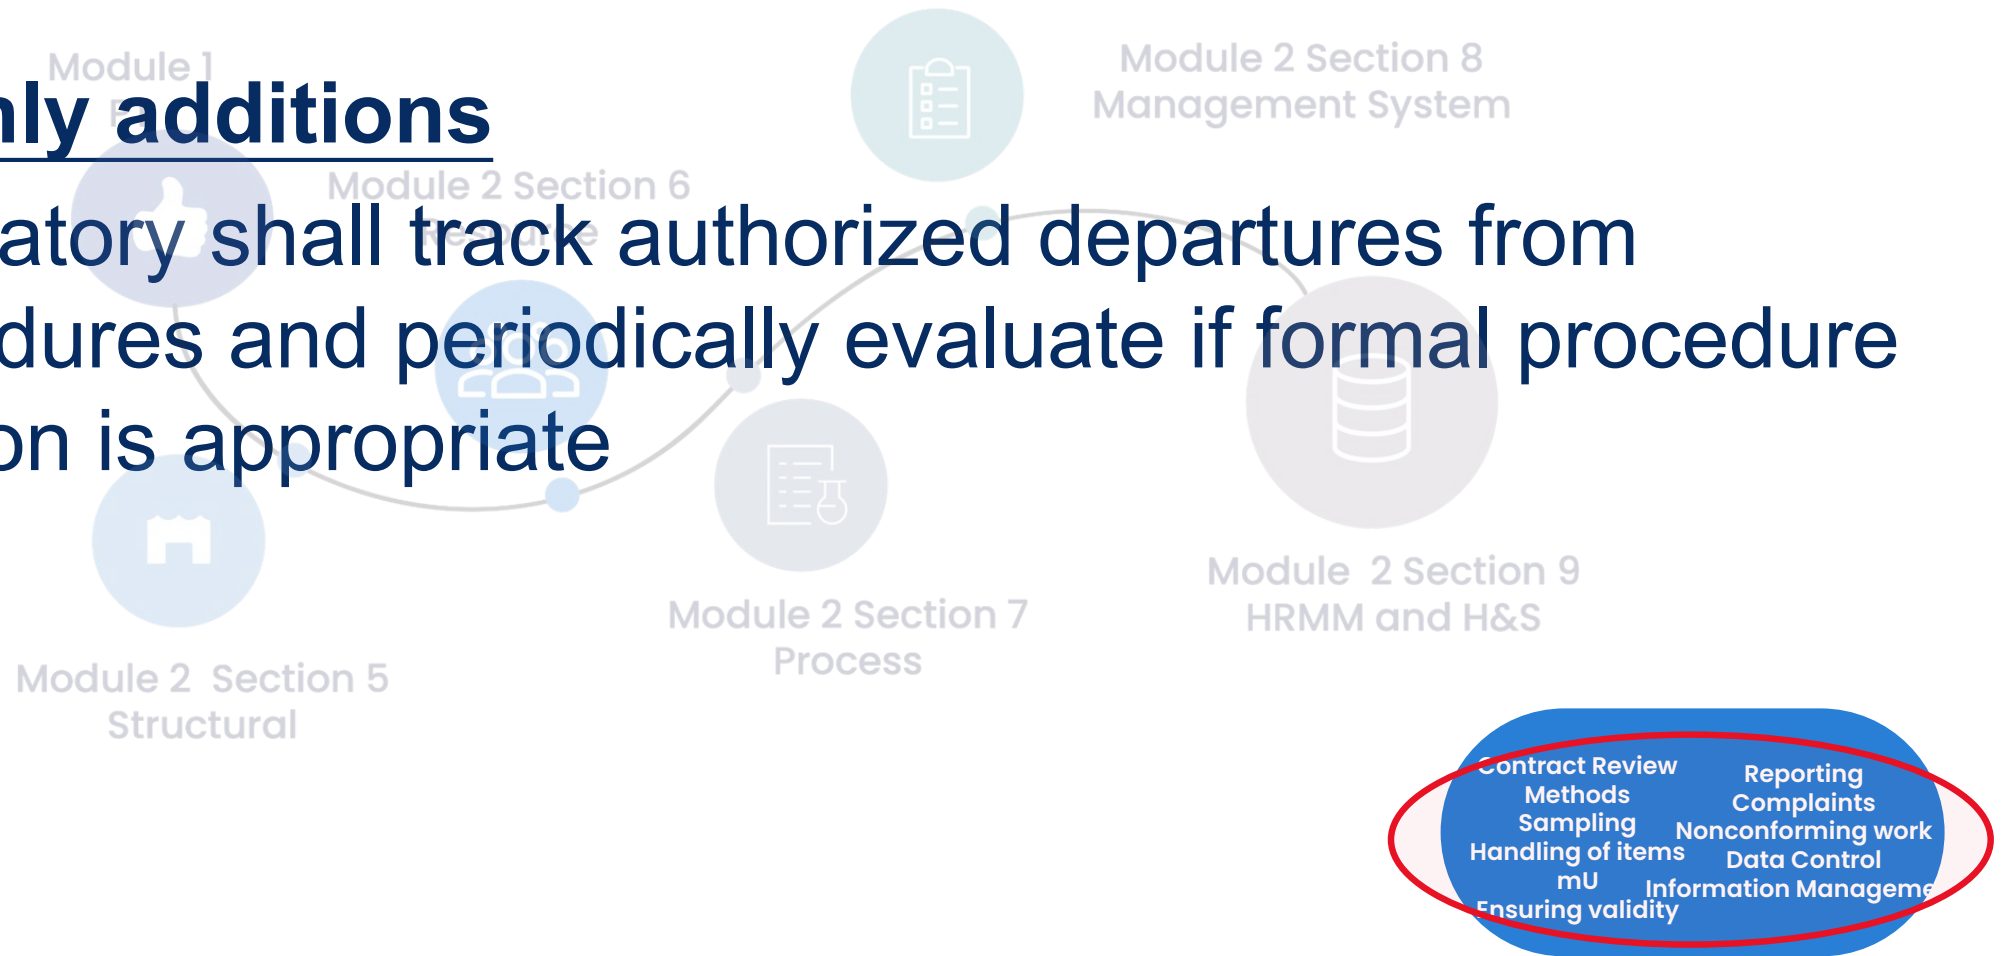 nly additions
atory shall track authorized departures from
dures and periodically evaluate if formal procedure
on is appropriate
Module 1
Module 2 Section 6
Resource
Module 2 Section 8
Management System
Module 2 Section 5
Structural
Module 2 Section 7
Process
Module 2 Section 9
HRMM and H&S
Contract Review
Methods
Sampling
Handling of items
mU
Ensuring validity
Reporting
Complaints
Nonconforming work
Data Control
Information Manageme